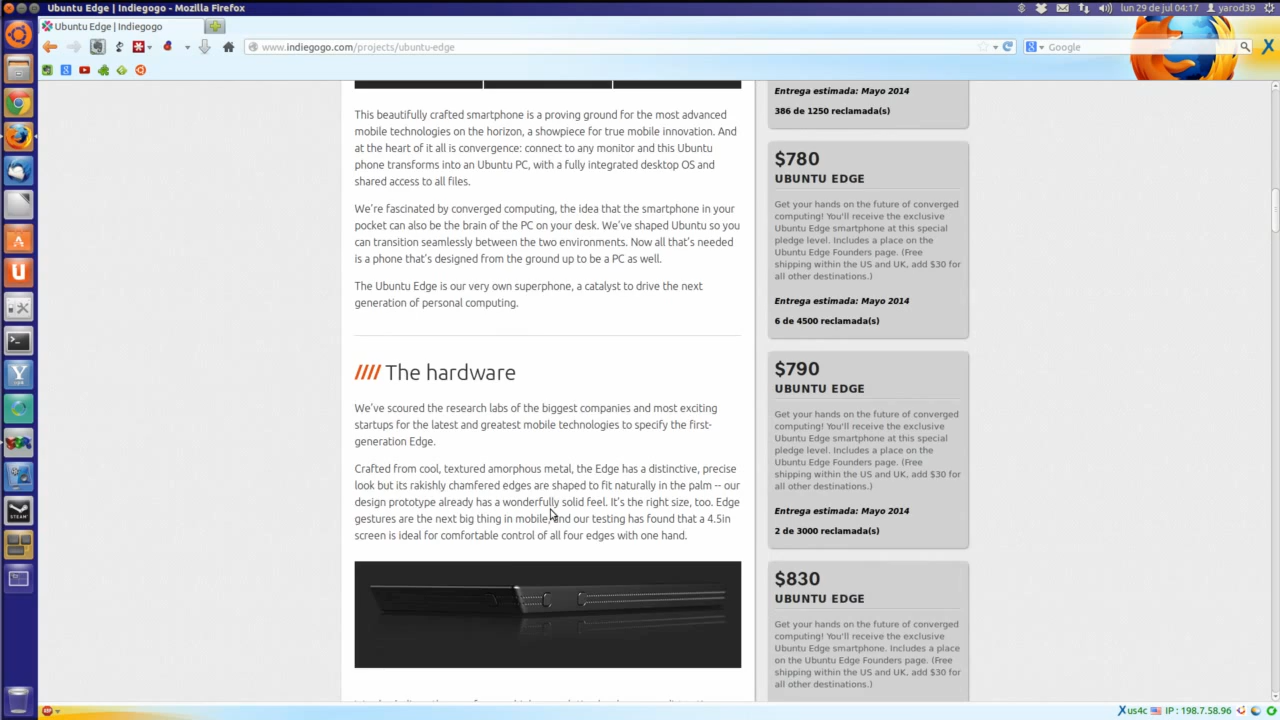 Ubuntu Edge | Indiegogo - Mozilla Firefox
lun 29 de jul 04:17
yarod39
Ubuntu Edge | Indiegogo
www.indiegogo.com/projects/ubuntu-edge
Google
This beautifully crafted smartphone is a proving ground for the most advanced
mobile technologies on the horizon, a showpiece for true mobile innovation. And
at the heart of it all is convergence: connect to any monitor and this Ubuntu
phone transforms into an Ubuntu PC, with a fully integrated desktop OS and
shared access to all files.
We're fascinated by converged computing, the idea that the smartphone in your
pocket can also be the brain of the PC on your desk. We've shaped Ubuntu so you
can transition seamlessly between the two environments. Now all that's needed
is a phone that's designed from the ground up to be a PC as well.
The Ubuntu Edge is our very own superphone, a catalyst to drive the next
generation of personal computing.
//// The hardware
We've scoured the research labs of the biggest companies and most exciting
startups for the latest and greatest mobile technologies to specify the first-
generation Edge.
Crafted from cool, textured amorphous metal, the Edge has a distinctive, precise
look but its rakishly chamfered edges are shaped to fit naturally in the palm -- our
design prototype already has a wonderfully solid feel. It's the right size, too. Edge
gestures are the next big thing in mobile, and our testing has found that a 4.5in
screen is ideal for comfortable control of all four edges with one hand.
Entrega estimada: Mayo 2014
386 de 1250 reclamada(s)
$780
UBUNTU EDGE
Get your hands on the future of converged
computing! You'll receive the exclusive
Ubuntu Edge smartphone at this special
pledge level. Includes a place on the
Ubuntu Edge Founders page. (Free
shipping within the US and UK, add $30 for
all other destinations.)
Entrega estimada: Mayo 2014
6 de 4500 reclamada(s)
$790
UBUNTU EDGE
Get your hands on the future of converged
computing! You'll receive the exclusive
Ubuntu Edge smartphone at this special
pledge level. Includes a place on the
Ubuntu Edge Founders page. (Free
shipping within the US and UK, add $30 for
all other destinations.)
Entrega estimada: Mayo 2014
2 de 3000 reclamada(s)
$830
UBUNTU EDGE
Get your hands on the future of converged
computing! You'll receive the exclusive
Ubuntu Edge smartphone. Includes a place
on the Ubuntu Edge Founders page. (Free
shipping within the US and UK, add $30 for
all other destinations.)
STEAM
us4c IP : 198.7.58.96